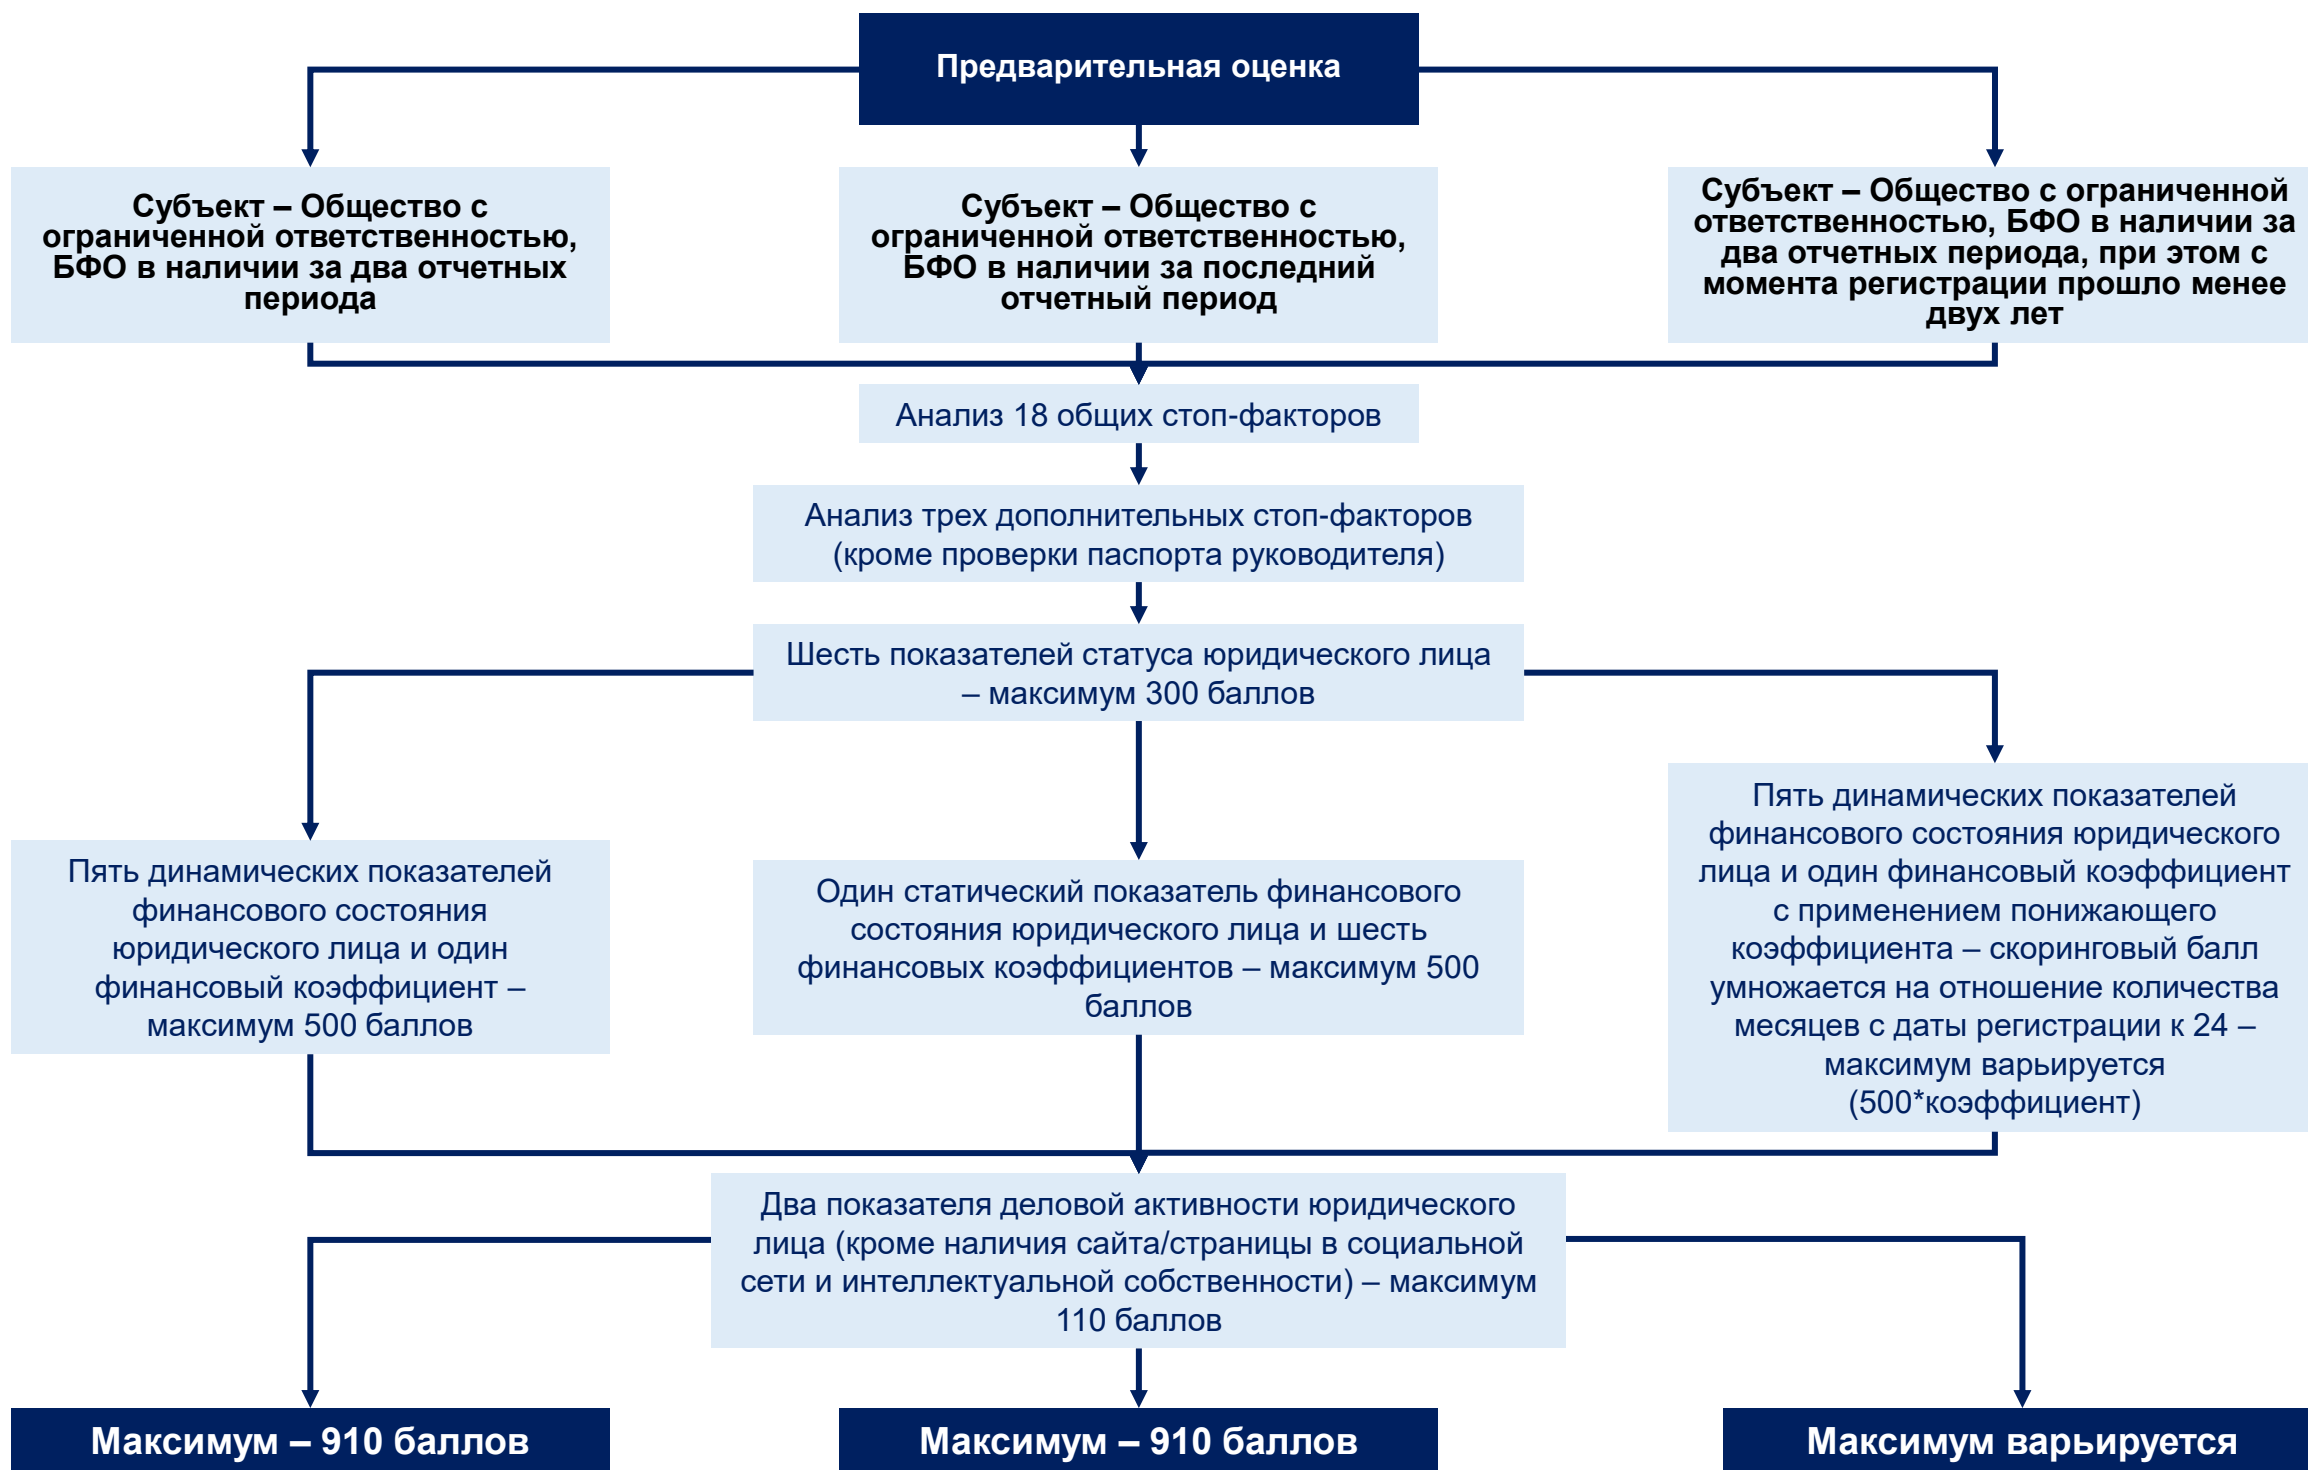 Предварительная оценка
Субъект – Общество с
ограниченной ответственностью,
БФО в наличии за два отчетных
периода
Субъект – Общество с
ограниченной ответственностью,
БФО в наличии за последний
отчетный период
Субъект – Общество с ограниченной
ответственностью, БФО в наличии за
два отчетных периода, при этом с
момента регистрации прошло менее
двух лет
Анализ 18 общих стоп-факторов
Анализ трех дополнительных стоп-факторов
(кроме проверки паспорта руководителя)
Шесть показателей статуса юридического лица
– максимум 300 баллов
Пять динамических показателей
финансового состояния
юридического лица и один
финансовый коэффициент –
максимум 500 баллов
Один статический показатель финансового
состояния юридического лица и шесть
финансовых коэффициентов – максимум 500
баллов
Пять динамических показателей
финансового состояния юридического
лица и один финансовый коэффициент
с применением понижающего
коэффициента – скоринговый балл
умножается на отношение количества
месяцев с даты регистрации к 24 –
максимум варьируется
(500*коэффициент)
Два показателя деловой активности юридического
лица (кроме наличия сайта/страницы в социальной
сети и интеллектуальной собственности) – максимум
110 баллов
Максимум – 910 баллов
Максимум – 910 баллов
Максимум варьируется